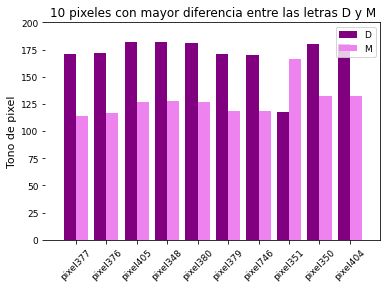 10 pixeles con mayor diferencia entre las letras D y M
D
M
Tono de pixel
200
175
150
125
100
75
50
25
0
pixel377
pixel376
pixel405
pixel348
pixel380
pixel379
pixel746
pixel351
pixel350
pixel404